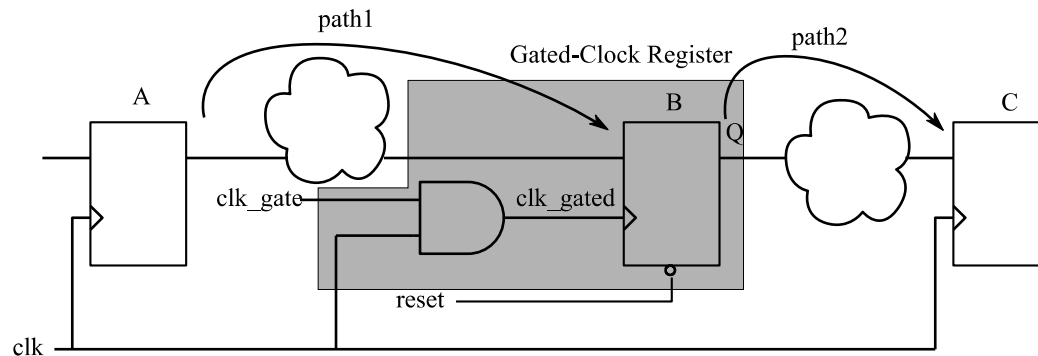 path1
path2
Gated-Clock Register
A
B
C
Q
clk_gate
clk_gated
reset
clk